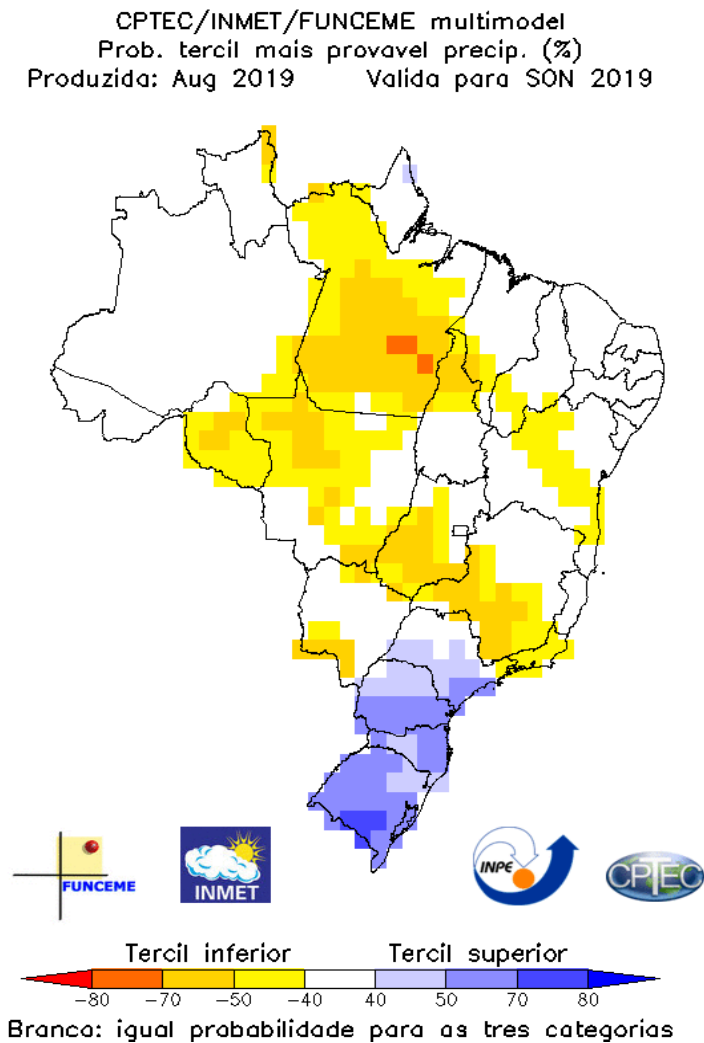 CPTEC/INMET/FUNCEME multimodel
Prob. tercil mais provavel precip. (%)
Produzida: Aug 2019 Valida para SON 2019
FUNCEME
INMET
INPE
CPTEC
Tercil inferior Tercil superior
-80 -70 -50 -40 40 50 70 80
Branca: igual probabilidade para as tres categorias